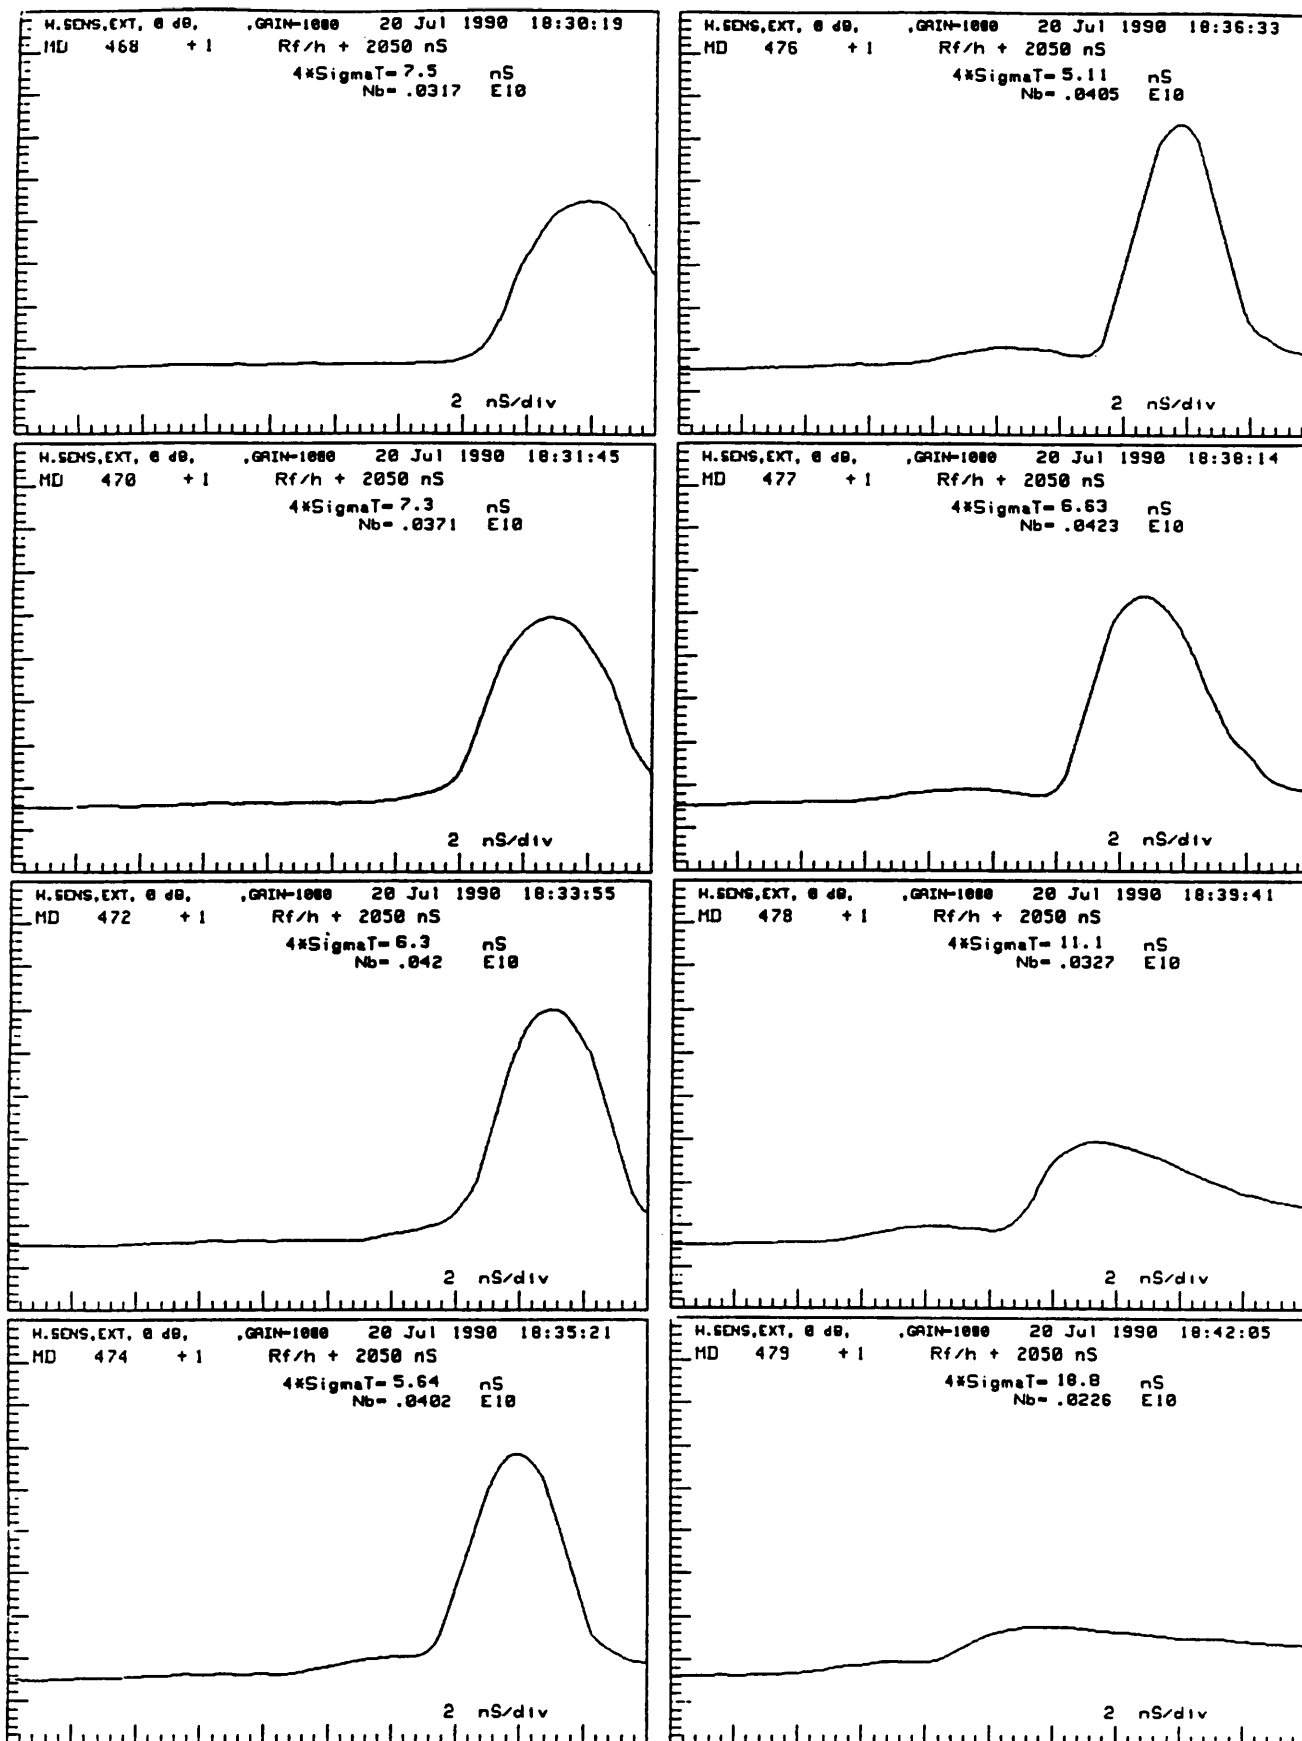 H.SENS,EXT, 0 dB, ,GAIN=1000 20 Jul 1990 18:30:19
MD 468 +1 Rf/h + 2050 nS
4*SigmaT= 7.5 nS
Nb= .0317 E10
2 nS/div
H.SENS,EXT, 0 dB, ,GAIN=1000 20 Jul 1990 18:31:45
MD 470 +1 Rf/h + 2050 nS
4*SigmaT= 7.3 nS
Nb= .0371 E10
2 nS/div
H.SENS,EXT, 0 dB, ,GAIN=1000 20 Jul 1990 18:33:55
MD 472 +1 Rf/h + 2050 nS
4*SigmaT= 6.3 nS
Nb= .042 E10
2 nS/div
H.SENS,EXT, 0 dB, ,GAIN=1000 20 Jul 1990 18:35:21
MD 474 +1 Rf/h + 2050 nS
4*SigmaT= 5.64 nS
Nb= .0402 E10
2 nS/div
H.SENS,EXT, 0 dB, ,GAIN=1000 20 Jul 1990 18:36:33
MD 476 +1 Rf/h + 2050 nS
4*SigmaT= 5.11 nS
Nb= .0405 E10
2 nS/div
H.SENS,EXT, 0 dB, ,GAIN=1000 20 Jul 1990 18:38:14
MD 477 +1 Rf/h + 2050 nS
4*SigmaT= 6.63 nS
Nb= .0423 E10
2 nS/div
H.SENS,EXT, 0 dB, ,GAIN=1000 20 Jul 1990 18:39:41
MD 478 +1 Rf/h + 2050 nS
4*SigmaT= 11.1 nS
Nb= .0327 E10
2 nS/div
H.SENS,EXT, 0 dB, ,GAIN=1000 20 Jul 1990 18:42:05
MD 479 +1 Rf/h + 2050 nS
4*SigmaT= 18.8 nS
Nb= .0226 E10
2 nS/div